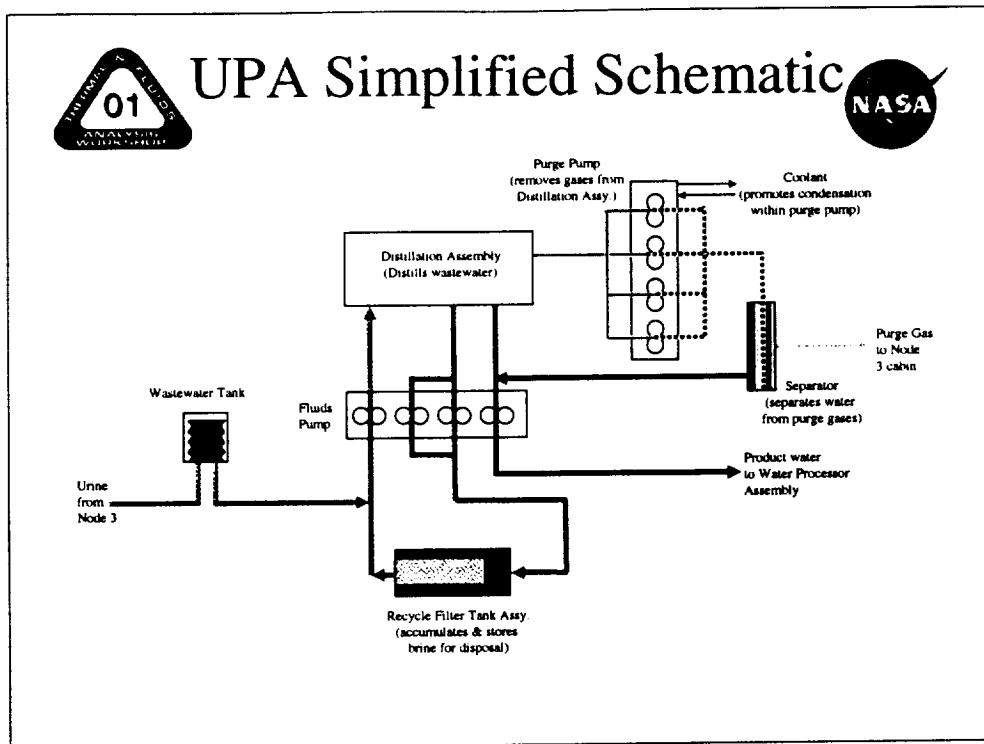 UPA Simplified Schematic
THERMAL N FLUIDS
01
ANALYSIS
WORKSHOP
NASA
Purge Pump
(removes gases from
Distillation Assy.)
Coolant
(promotes condensation
within purge pump)
Distillation Assembly
(Distills wastewater)
Purge Gas
to Node
3 cabin
Separator
(separates water
from purge gases)
Wastewater Tank
Fluids
Pump
Product water
to Water Processor
Assembly
Urine
from
Node 3
Recycle Filter Tank Assy.
(accumulates & stores
brine for disposal)